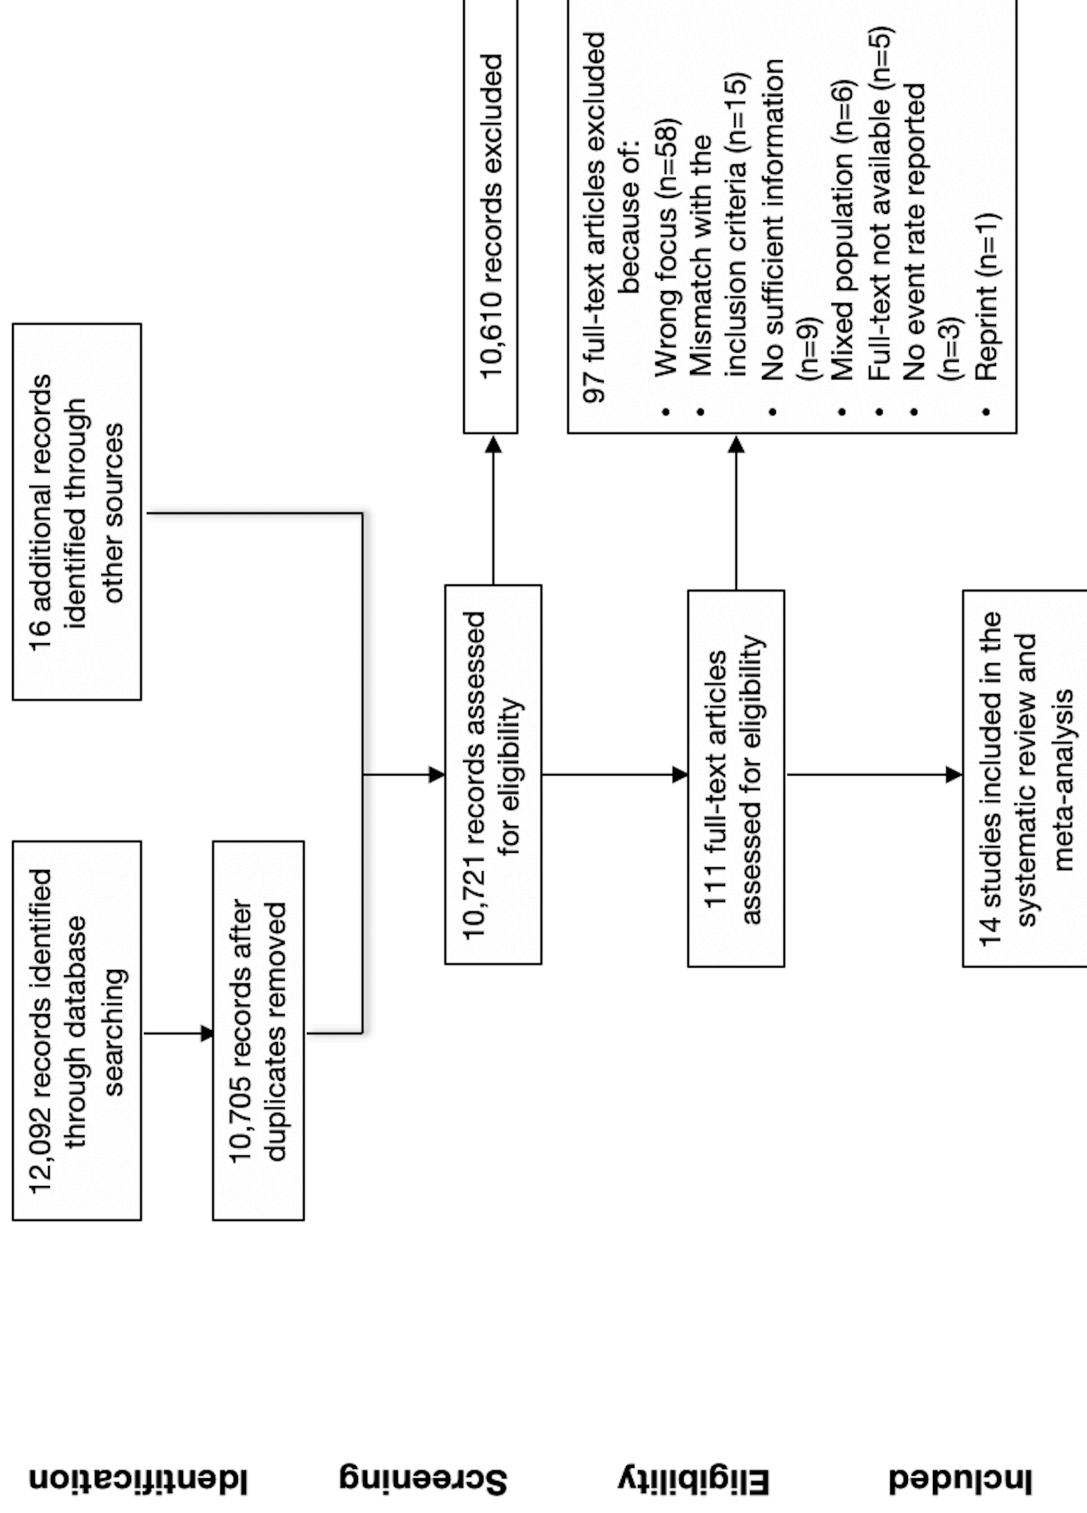 Identification
12,092 records identified
through database
searching
16 additional records
identified through
other sources
10,705 records after
duplicates removed
Screening
10,721 records assessed
for eligibility
10,610 records excluded
Eligibility
111 full-text articles
assessed for eligibility
97 full-text articles excluded
because of:
• Wrong focus (n=58)
• Mismatch with the
inclusion criteria (n=15)
• No sufficient information
(n=9)
• Mixed population (n=6)
• Full-text not available (n=5)
• No event rate reported
(n=3)
• Reprint (n=1)
Included
14 studies included in the
systematic review and
meta-analysis